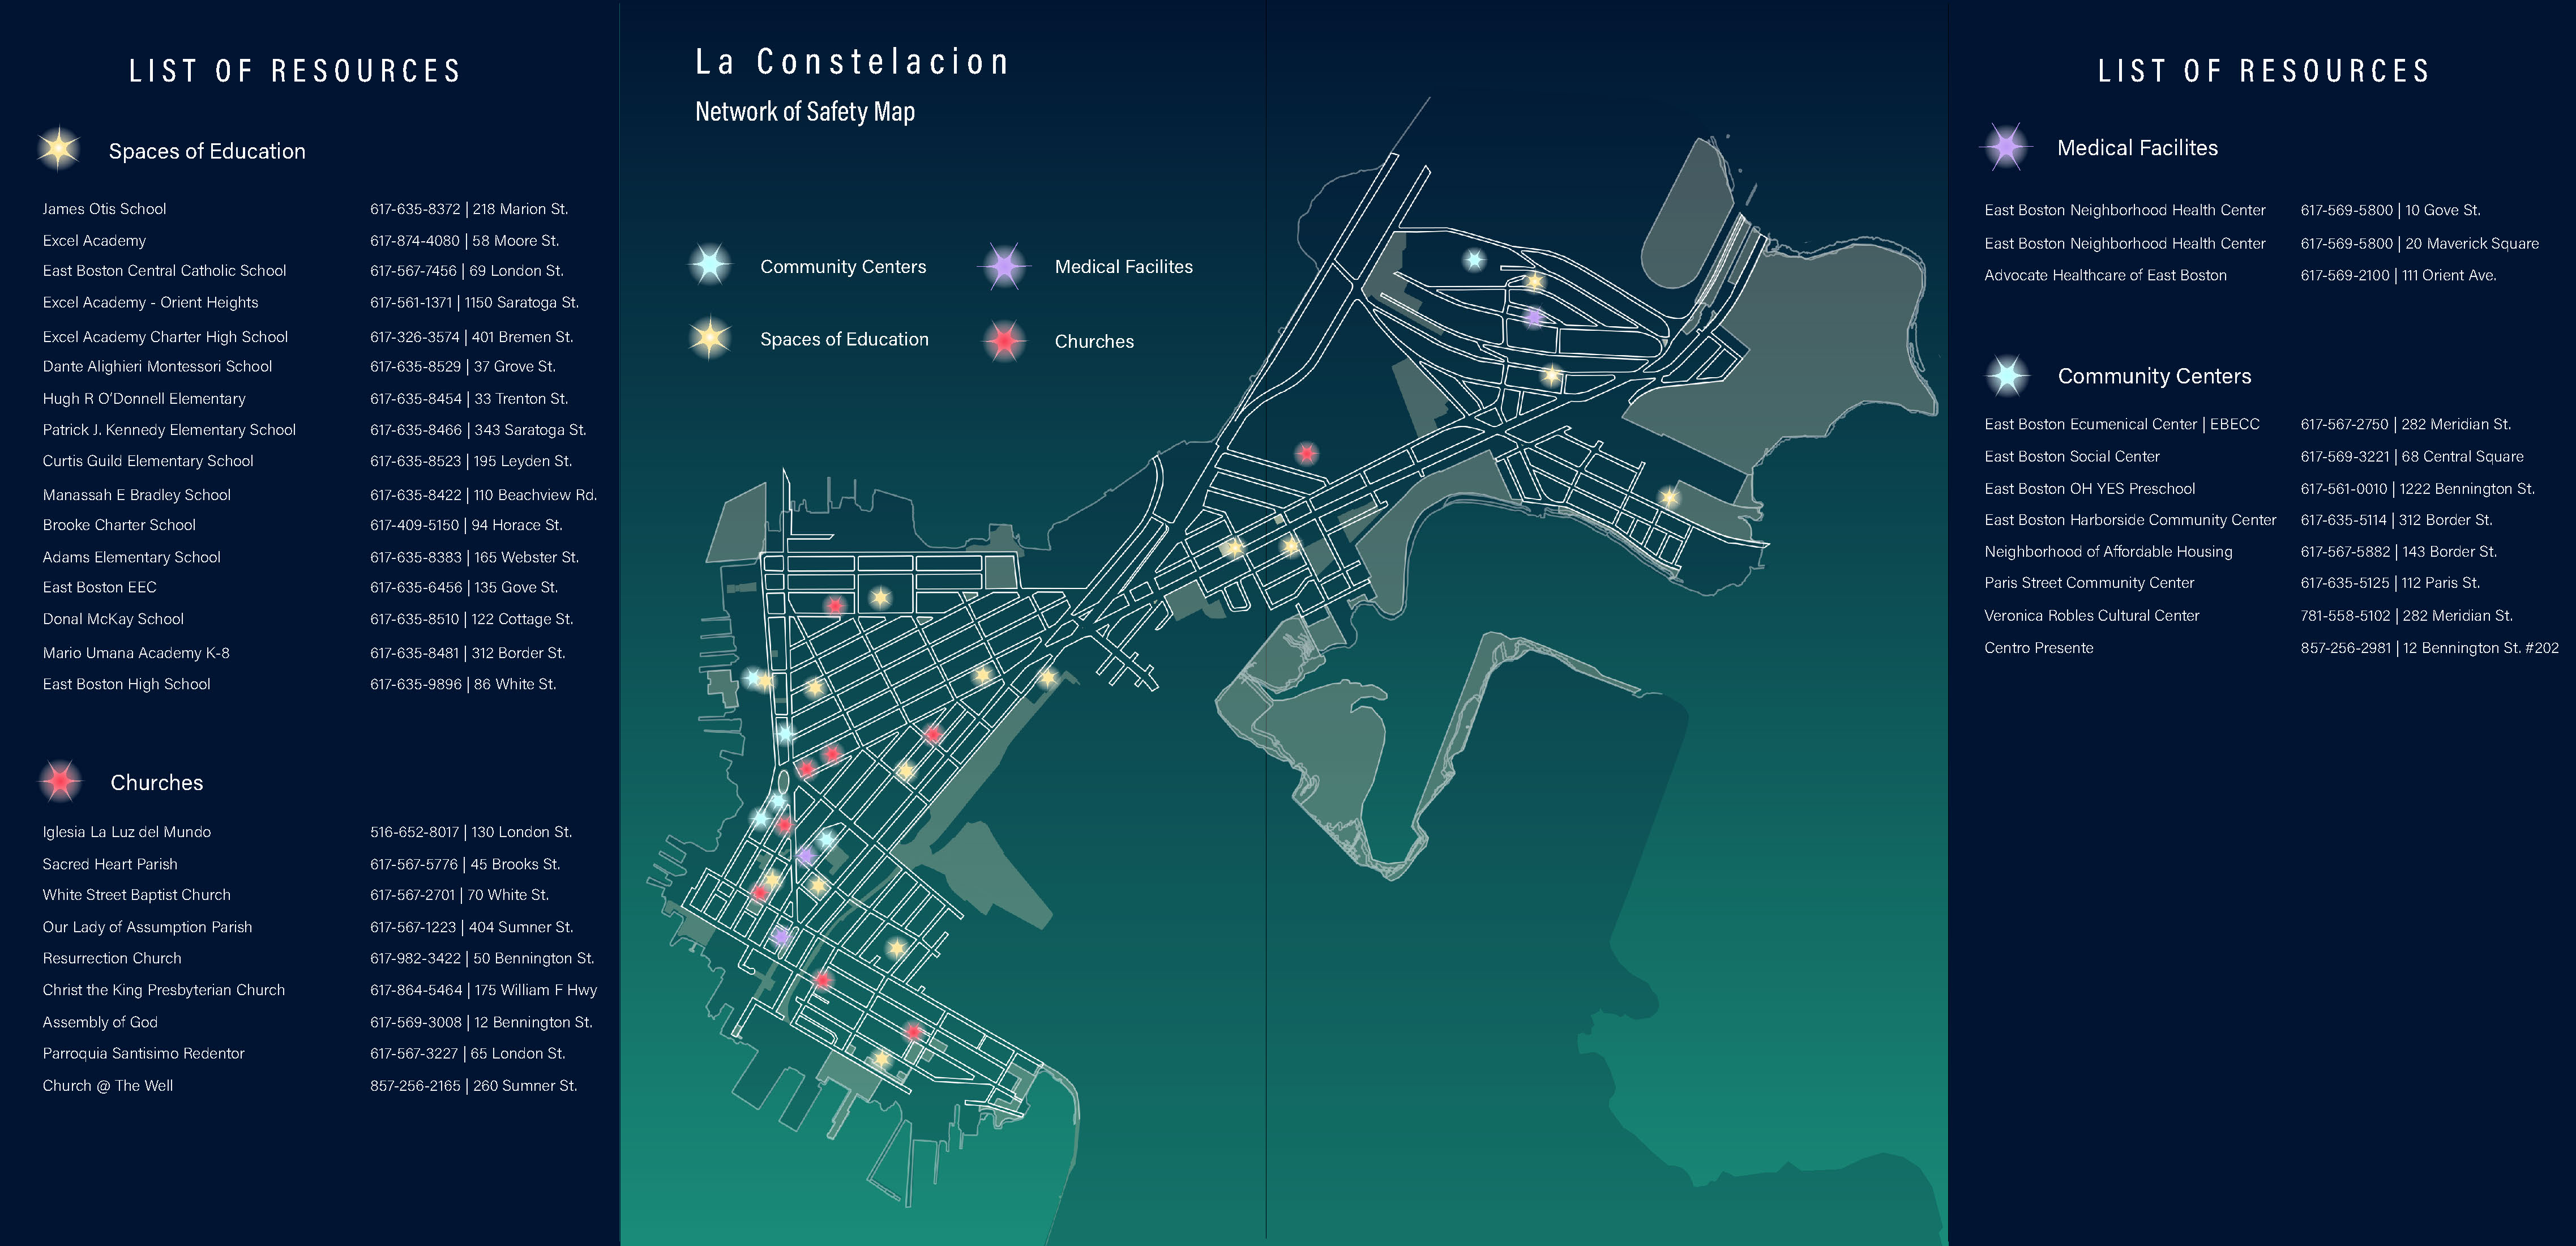 LIST OF RESOURCES
Spaces of Education
James Otis School 617-635-8372 | 218 Marion St.
Excel Academy 617-874-4080 | 58 Moore St.
East Boston Central Catholic School 617-567-7456 | 69 London St.
Excel Academy - Orient Heights 617-561-1371 | 1150 Saratoga St.
Excel Academy Charter High School 617-326-3574 | 401 Bremen St.
Dante Alighieri Montessori School 617-635-8529 | 37 Grove St.
Hugh R O'Donnell Elementary 617-635-8454 | 33 Trenton St.
Patrick J. Kennedy Elementary School 617-635-8466 | 343 Saratoga St.
Curtis Guild Elementary School 617-635-8523 | 195 Leyden St.
Manassah E Bradley School 617-635-8422 | 110 Beachview Rd.
Brooke Charter School 617-409-5150 | 94 Horace St.
Adams Elementary School 617-635-8383 | 165 Webster St.
East Boston EEC 617-635-6456 | 135 Gove St.
Donal McKay School 617-635-8510 | 122 Cottage St.
Mario Umana Academy K-8 617-635-8481 | 312 Border St.
East Boston High School 617-635-9896 | 86 White St.
Churches
Iglesia La Luz del Mundo 516-652-8017 | 130 London St.
Sacred Heart Parish 617-567-5776 | 45 Brooks St.
White Street Baptist Church 617-567-2701 | 70 White St.
Our Lady of Assumption Parish 617-567-1223 | 404 Sumner St.
Resurrection Church 617-982-3422 | 50 Bennington St.
Christ the King Presbyterian Church 617-864-5464 | 175 William F Hwy
Assembly of God 617-569-3008 | 12 Bennington St.
Parroquia Santisimo Redentor 617-567-3227 | 65 London St.
Church @ The Well 857-256-2165 | 260 Sumner St.
La Constelacion
Network of Safety Map
Community Centers
Medical Facilites
Spaces of Education
Churches
LIST OF RESOURCES
Medical Facilites
East Boston Neighborhood Health Center 617-569-5800 | 10 Gove St.
East Boston Neighborhood Health Center 617-569-5800 | 20 Maverick Square
Advocate Healthcare of East Boston 617-569-2100 | 111 Orient Ave.
Community Centers
East Boston Ecumenical Center | EBECC 617-567-2750 | 282 Meridian St.
East Boston Social Center 617-569-3221 | 68 Central Square
East Boston OH YES Preschool 617-561-0010 | 1222 Bennington St.
East Boston Harborside Community Center 617-635-5114 | 312 Border St.
Neighborhood of Affordable Housing 617-567-5882 | 143 Border St.
Paris Street Community Center 617-635-5125 | 112 Paris St.
Veronica Robles Cultural Center 781-558-5102 | 282 Meridian St.
Centro Presente 857-256-2981 | 12 Bennington St. #202